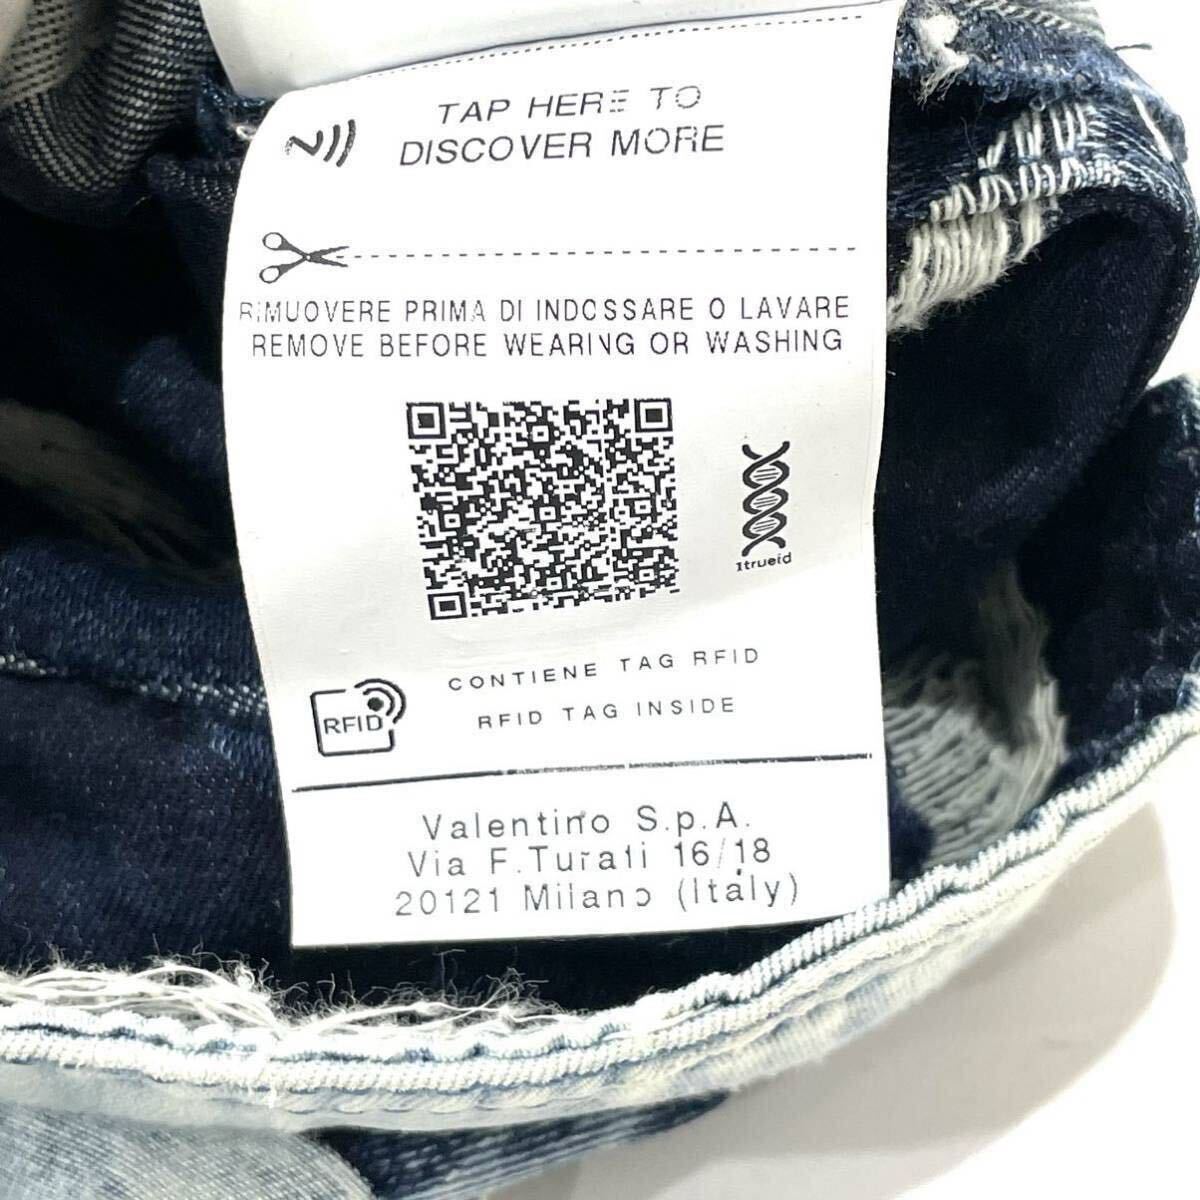 TAP HERE TO
DISCOVER MORE
RIMUOVERE PRIMA DI INDOSSARE O LAVARE
REMOVE BEFORE WEARING OR WASHING
1trueid
CONTIENE TAG RFID
RFID TAG INSIDE
RFID
Valentino S.p.A.
Via F.Turati 16/18
20121 Milano (Italy)